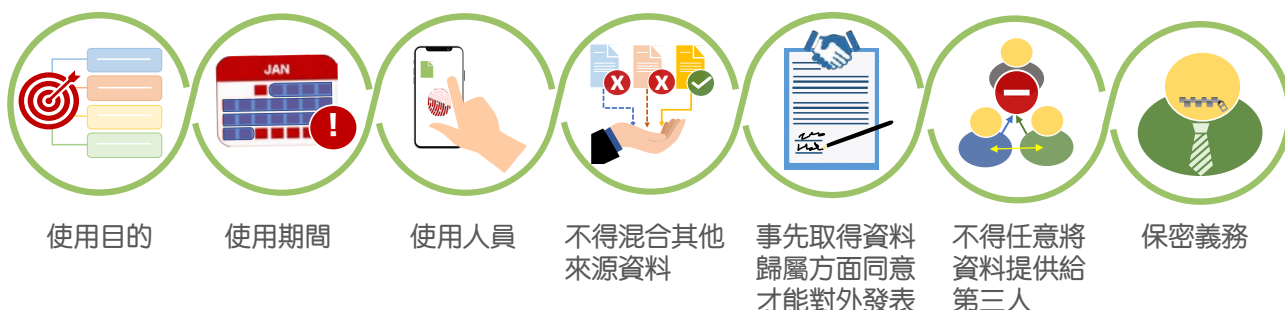 JAN
使用目的
使用期間
使用人員
不得混合其他
來源資料
事先取得資料
歸屬方面同意
才能對外發表
不得任意將
資料提供給
第三人
保密義務